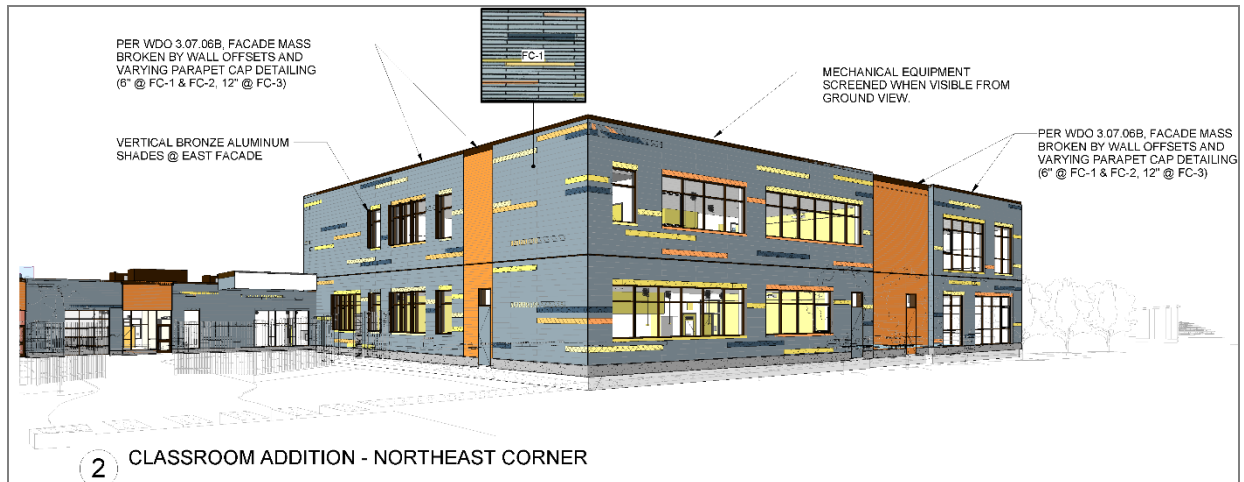 PER WDO 3.07.06B, FACADE MASS
BROKEN BY WALL OFFSETS AND
VARYING PARAPET CAP DETAILING
(6" @ FC-1 & FC-2, 12" @ FC-3)
VERTICAL BRONZE ALUMINUM
SHADES @ EAST FACADE
FC-1
MECHANICAL EQUIPMENT
SCREENED WHEN VISIBLE FROM
GROUND VIEW.
PER WDO 3.07.06B, FACADE MASS
BROKEN BY WALL OFFSETS AND
VARYING PARAPET CAP DETAILING
(6" @ FC-1 & FC-2, 12" @ FC-3)
2 CLASSROOM ADDITION - NORTHEAST CORNER